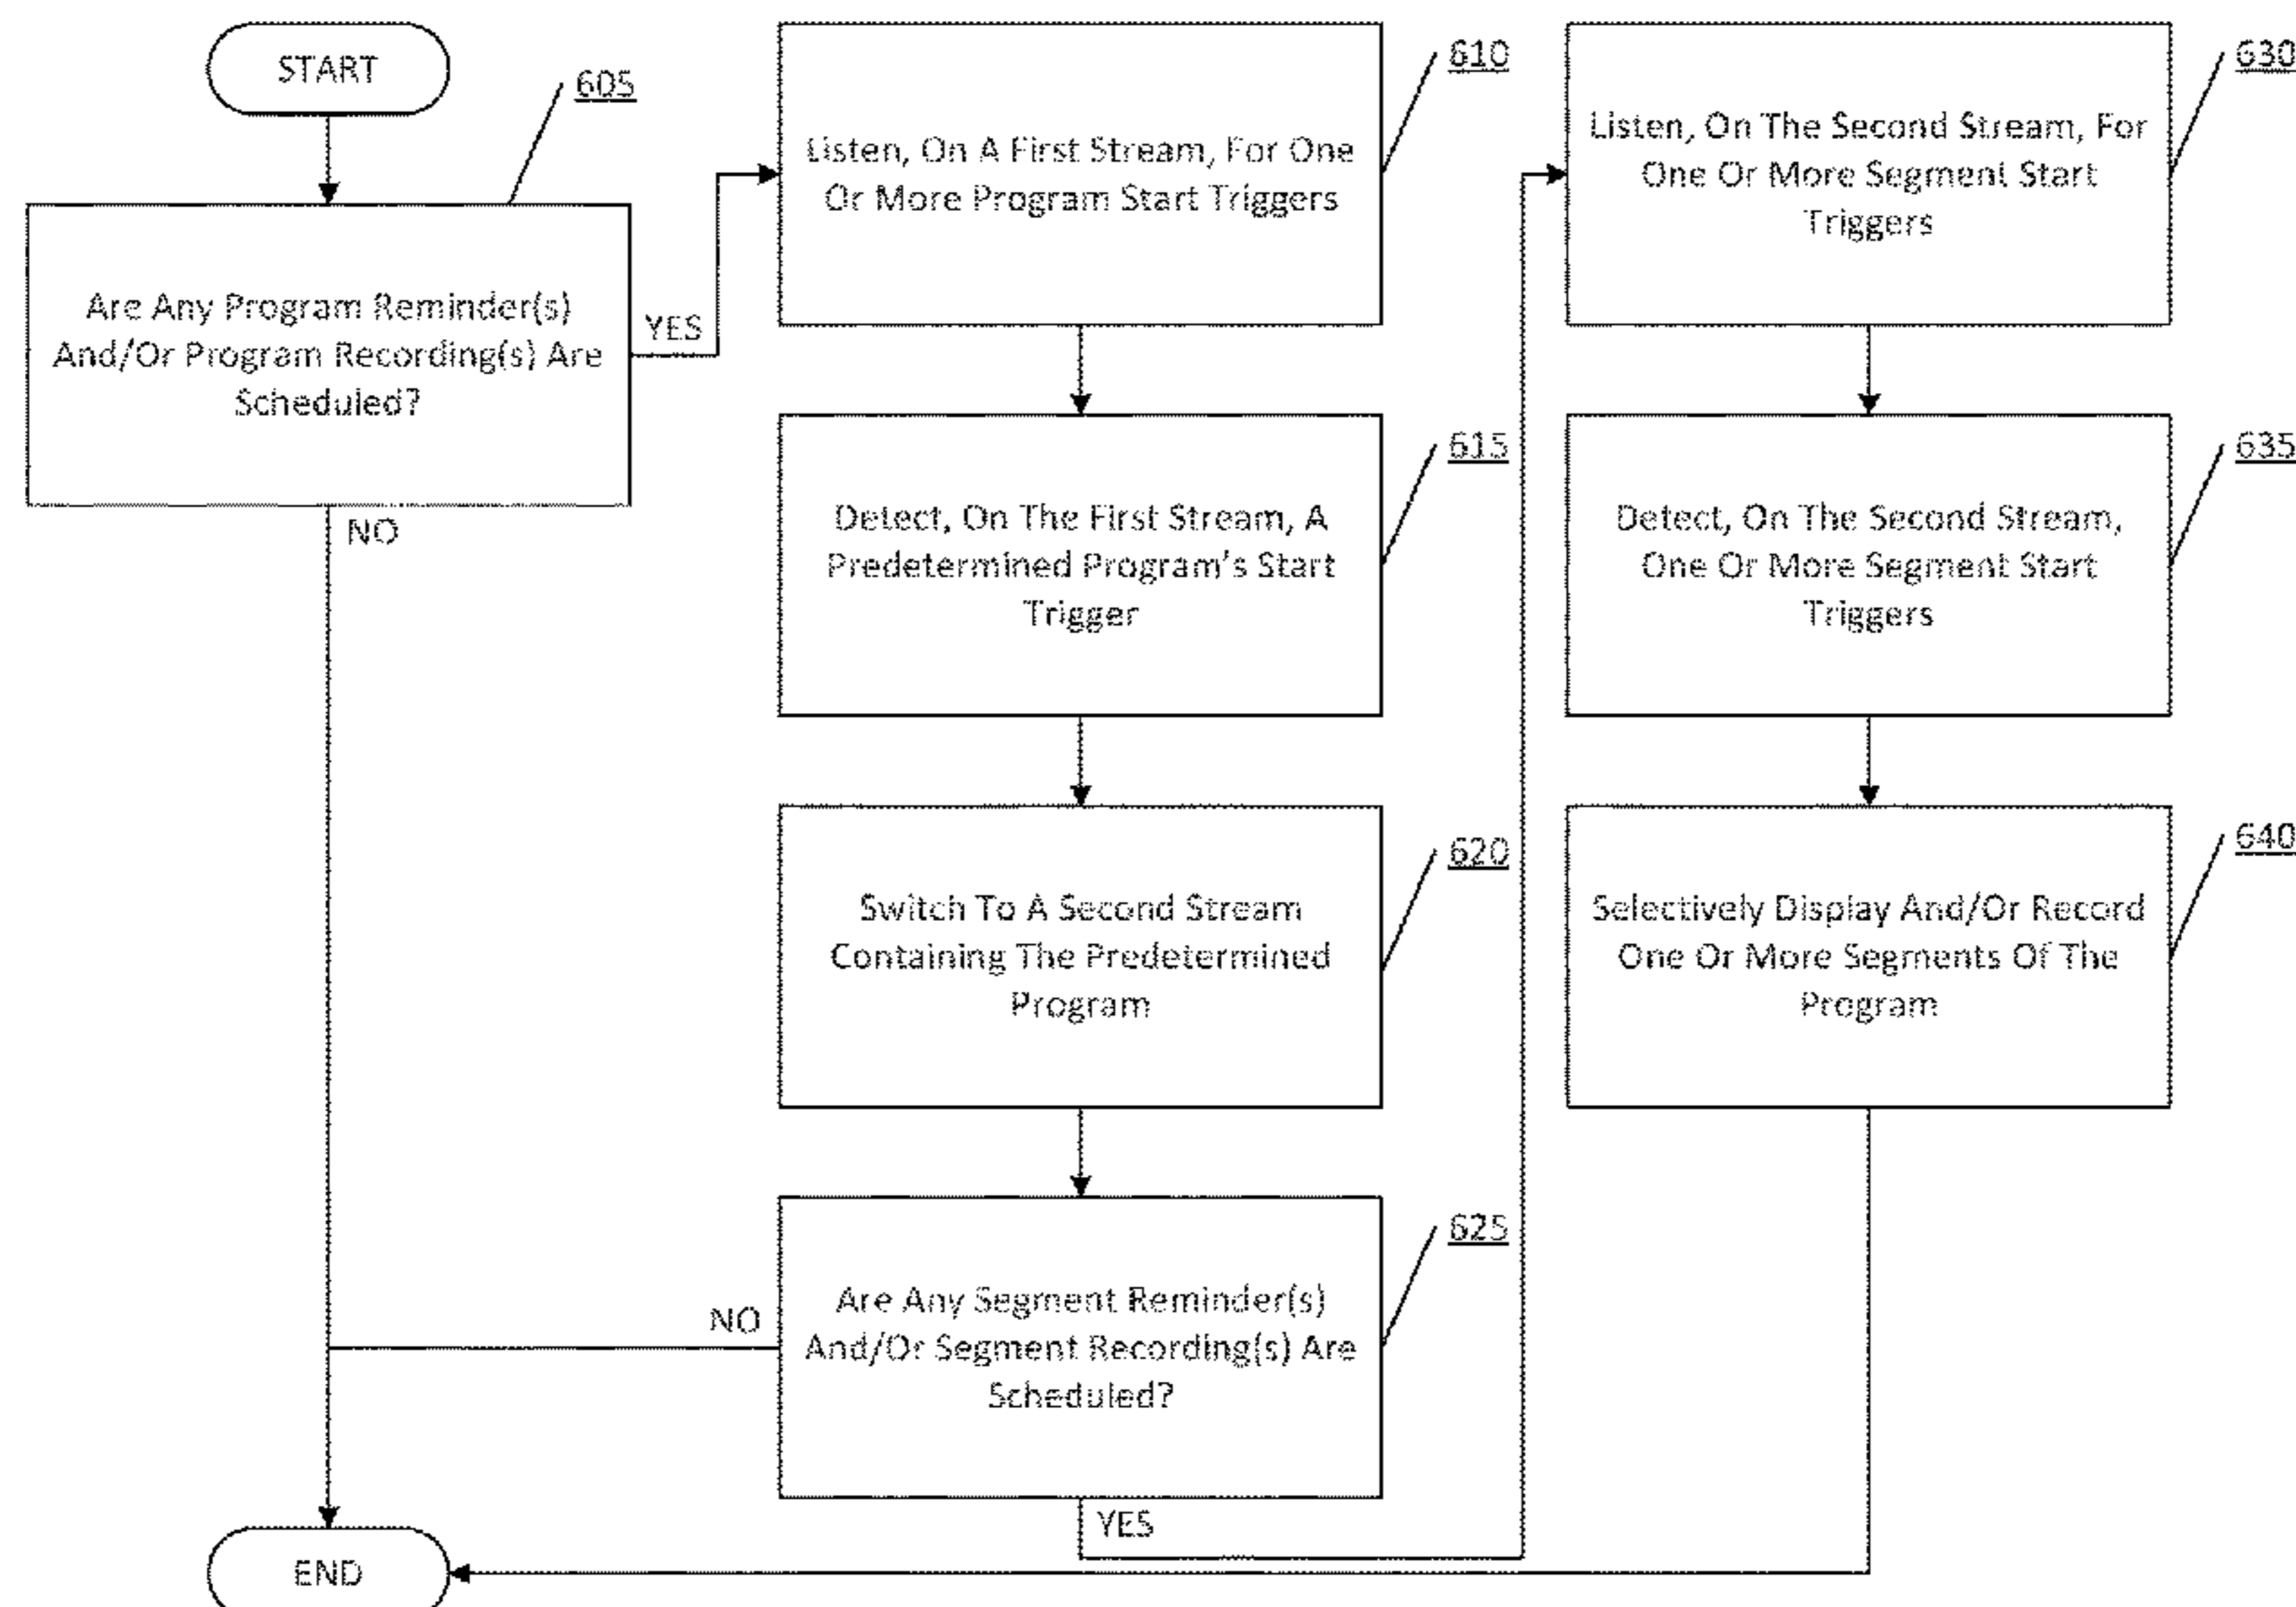 START
605
Are Any Program Reminder(s)
And/Or Program Recording(s) Are
Scheduled?
YES
NO
610
Listen, On A First Stream, For One
Or More Program Start Triggers
615
Detect, On The First Stream, A
Predetermined Program's Start
Trigger
620
Switch To A Second Stream
Containing The Predetermined
Program
625
Are Any Segment Reminder(s)
And/Or Segment Recording(s) Are
Scheduled?
NO
YES
630
Listen, On The Second Stream, For
One Or More Segment Start
Triggers
635
Detect, On The Second Stream,
One Or More Segment Start
Triggers
640
Selectively Display And/Or Record
One Or More Segments Of The
Program
END